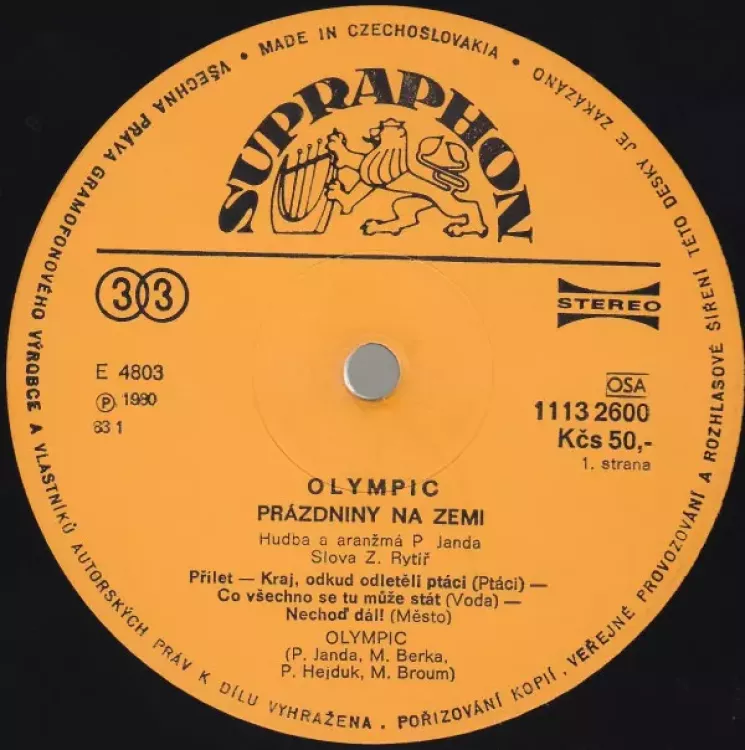 VŠECHNA PRÁVA GRAMOFONOVÉHO VÝROBCE A VLASTNÍKŮ AUTORSKÝCH PRÁV K DÍLU VYHRAŽENA. POŘIZOVÁNÍ KOPIÍ. VEŘEJNÉ PROVOZOVÁNÍ A ROZHLASOVÉ ŠÍŘENÍ TÉTO DESKY JE ZAKÁZÁNO • MADE IN CZECHOSLOVAKIA •
SUPRAPHON
33
STEREO
E 4803
Ⓟ 1980
83 1
OSA
1113 2600
Kčs 50,-
1. strana
OLYMPIC
PRÁZDNINY NA ZEMI
Hudba a aranžmá P Janda
Slova Z. Rytíř
Přílet — Kraj, odkud odletěli ptáci (Ptáci) —
Co všechno se tu může stát (Voda) —
Nechoď dál! (Město)
OLYMPIC
(P. Janda, M. Berka,
P. Hejduk, M. Broum)